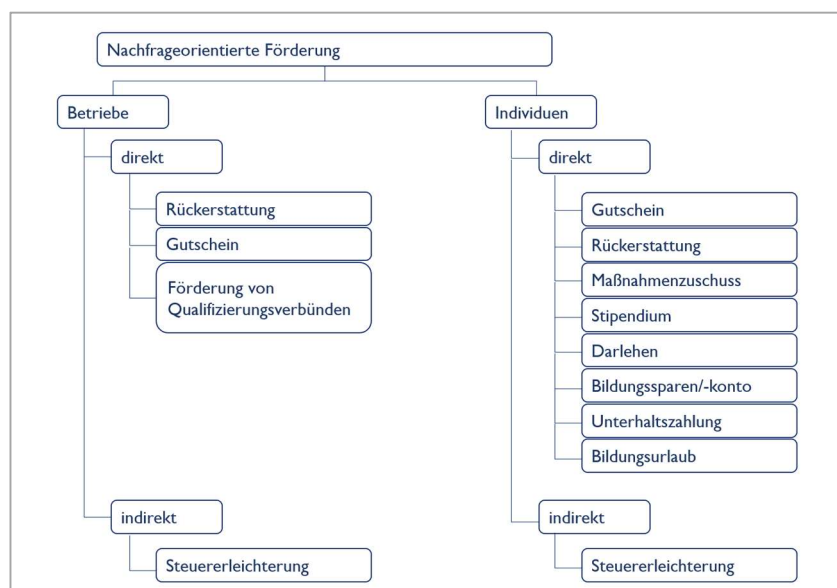 Nachfrageorientierte Förderung
Betriebe
direkt
Rückerstattung
Gutschein
Förderung von
Qualifizierungsverbünden
indirekt
Steuererleichterung
Individuen
direkt
Gutschein
Rückerstattung
Maßnahmenzuschuss
Stipendium
Darlehen
Bildungssparen/-konto
Unterhaltszahlung
Bildungsurlaub
indirekt
Steuererleichterung